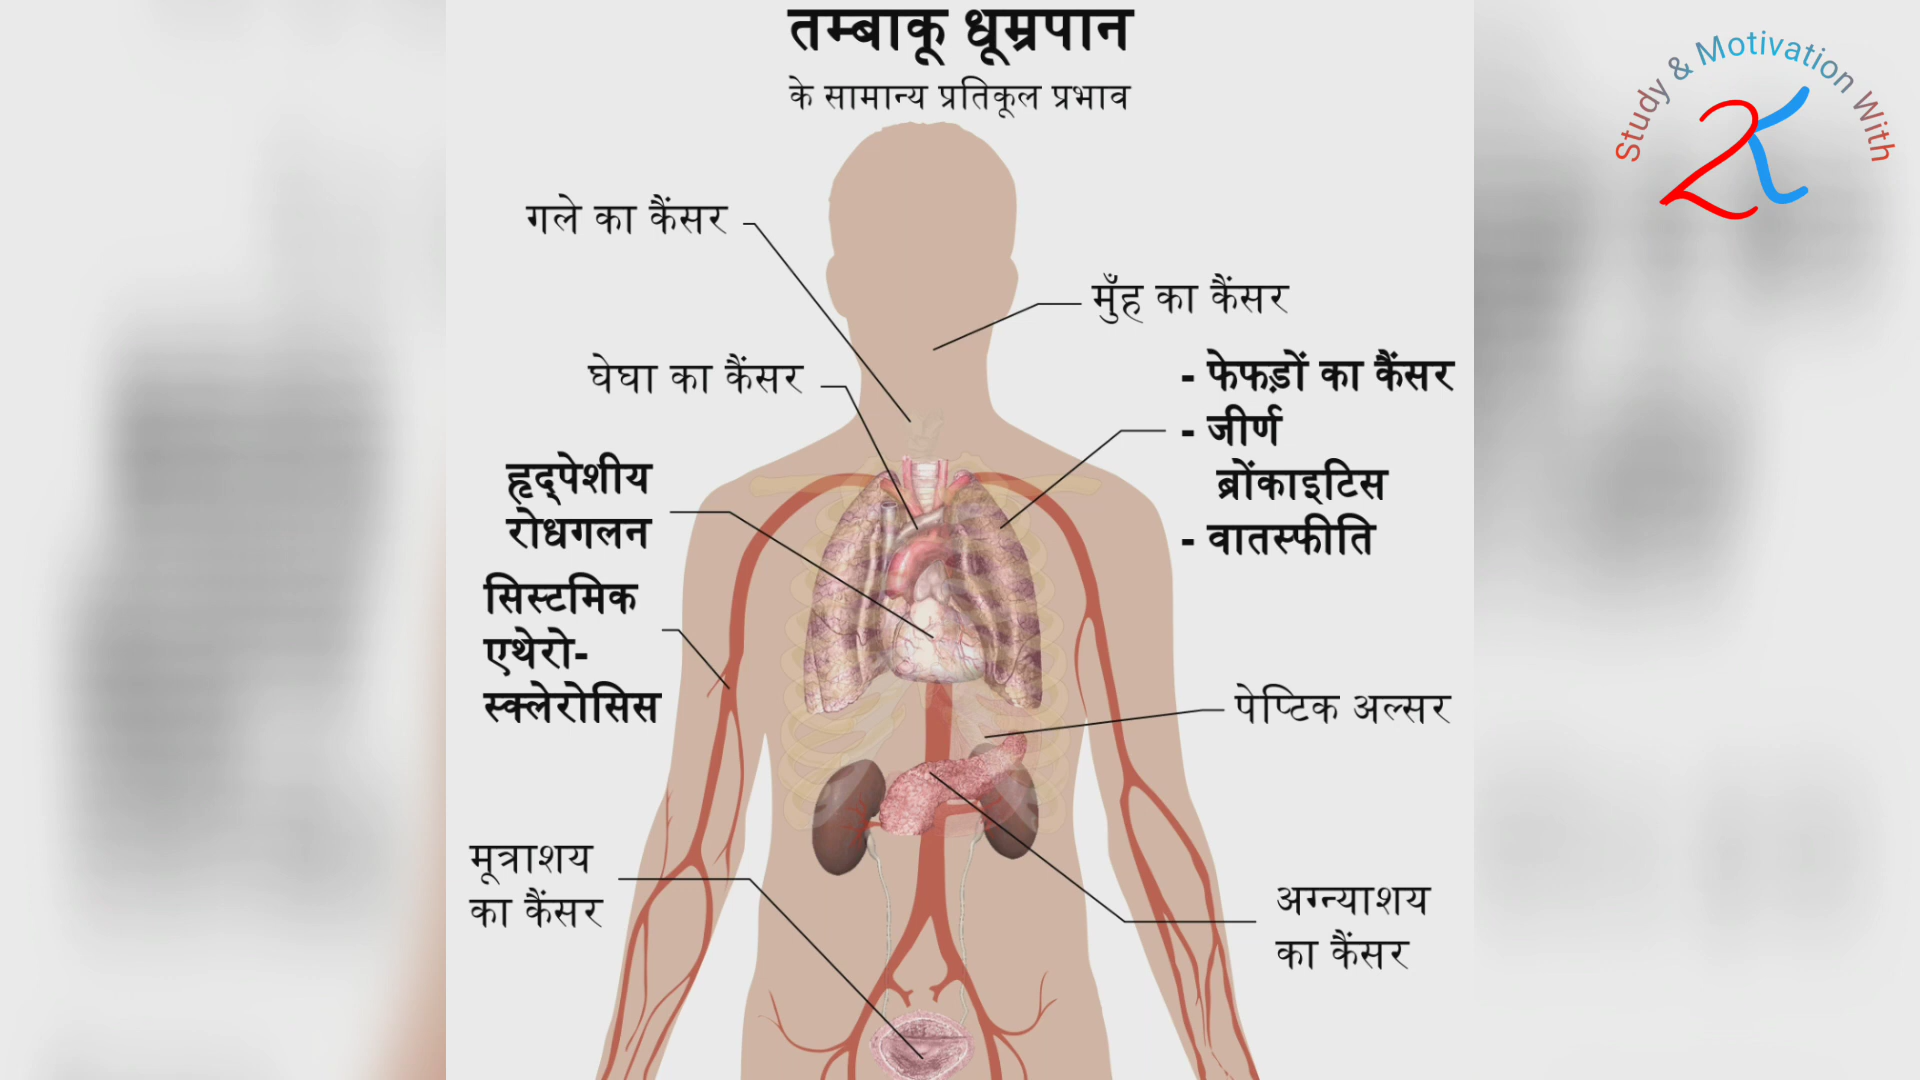 तम्बाकू धूम्रपान
के सामान्य प्रतिकूल प्रभाव
Study & Motivation With
2K
गले का कैंसर
मुँह का कैंसर
घेघा का कैंसर
- फेफड़ों का कैंसर
- जीर्ण
ब्रोंकाइटिस
- वातस्फीति
हृद्पेशीय
रोधगलन
सिस्टमिक
एथेरो-
स्क्लेरोसिस
पेप्टिक अल्सर
मूत्राशय
का कैंसर
अग्न्याशय
का कैंसर